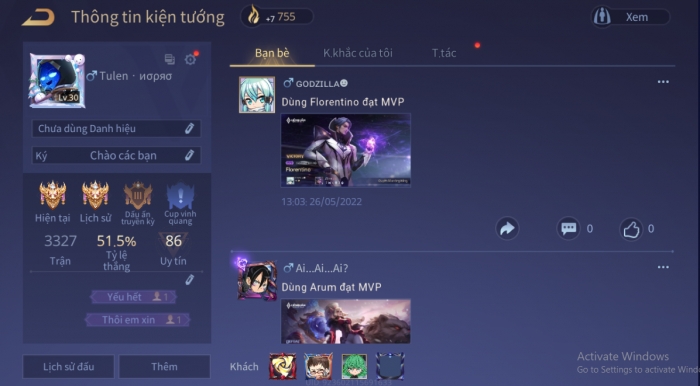 Thông tin kiện tướng
+7 755
Xem
Tulen · иσρяσ
Lv.30
Chưa dùng Danh hiệu
Ký Chào các bạn
Hiện tại
Lịch sử
Dấu ấn truyền kỳ
Cup vinh quang
3327
Trận
51.5%
Tỷ lệ thắng
86
Uy tín
Yếu hết 1
Thôi em xin 1
Lịch sử đấu
Thêm
Bạn bè
K.khắc của tôi
T.tác
GODZILLA
Dùng Florentino đạt MVP
Florentino
13:03, 26/05/2022
0
0
Ai...Ai...Ai?
Dùng Arum đạt MVP
Khách
Activate Windows
Go to Settings to activate Wind